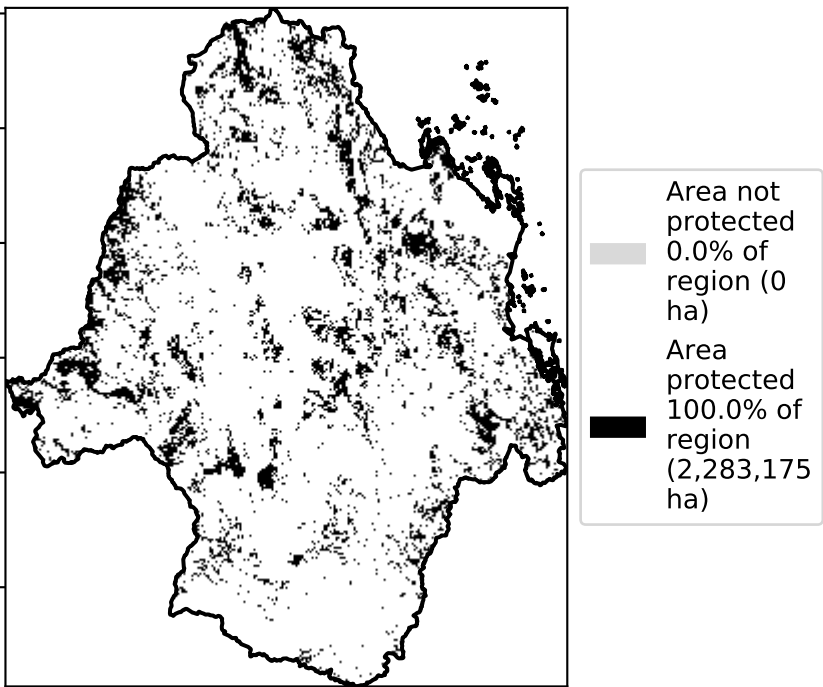 Area not
protected
0.0% of
region (0
ha)
Area
protected
100.0% of
region
(2,283,175
ha)